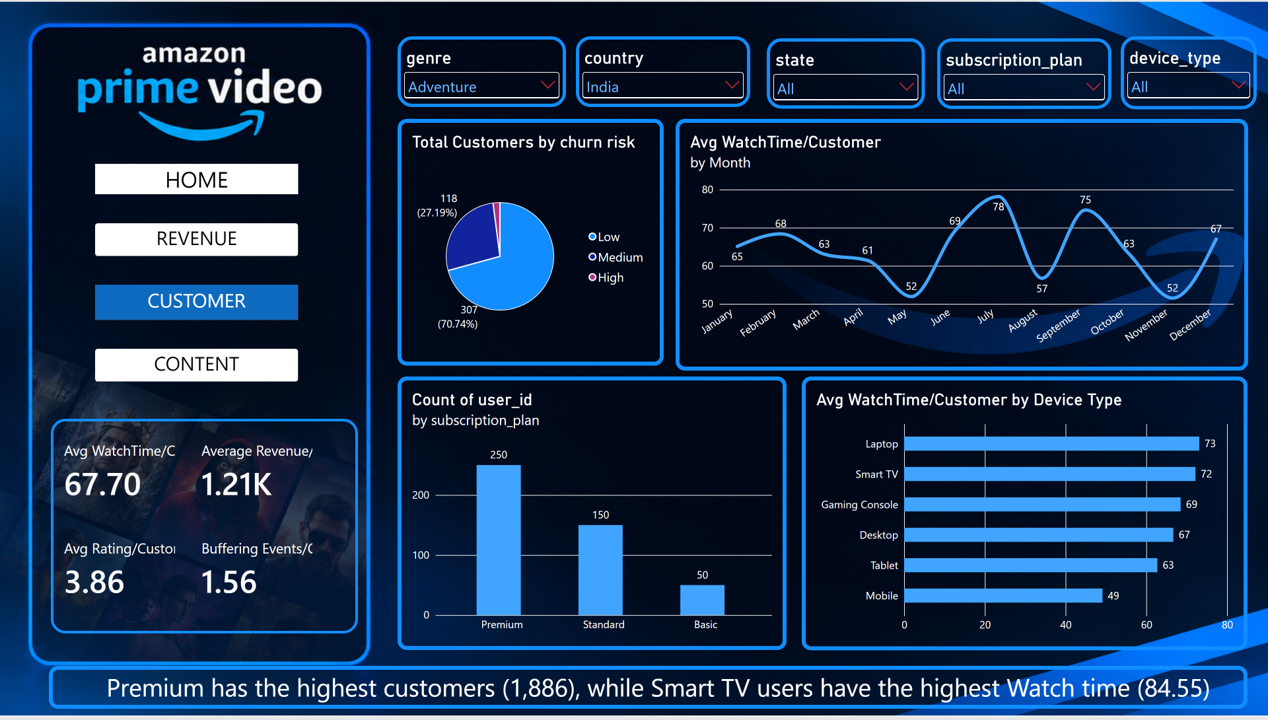 amazon
prime video
HOME
REVENUE
CUSTOMER
CONTENT
Avg WatchTime/C
67.70
Average Revenue/
1.21K
Avg Rating/Custo
3.86
Buffering Events/C
1.56
genre
Adventure
country
India
state
All
subscription_plan
All
device_type
All
Total Customers by churn risk
118
(27.19%)
307
(70.74%)
Low
Medium
High
Avg WatchTime/Customer
by Month
80
70
60
50
65
68
63
61
52
69
78
57
75
63
52
67
January
February
March
April
May
June
July
August
September
October
November
December
Count of user_id
by subscription_plan
200
100
0
250
150
50
Premium
Standard
Basic
Avg WatchTime/Customer by Device Type
Laptop 73
Smart TV 72
Gaming Console 69
Desktop 67
Tablet 63
Mobile 49
0 20 40 60 80
Premium has the highest customers (1,886), while Smart TV users have the highest Watch time (84.55)